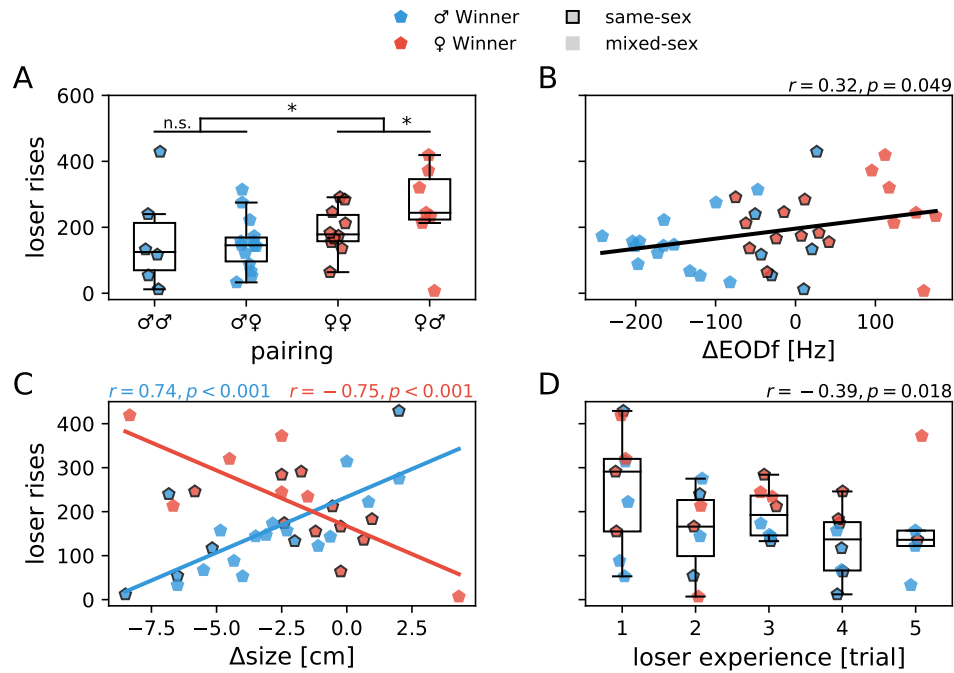 ♂ Winner same-sex
♀ Winner mixed-sex
A
B
r = 0.32, p = 0.049
600
400
200
0
loser rises
n.s.
*
*
♂♂ ♂♀ ♀♀ ♀♂
pairing
−200 −100 0 100
ΔEODf [Hz]
C
D
r = 0.74, p < 0.001 r = −0.75, p < 0.001
r = −0.39, p = 0.018
400
300
200
100
0
loser rises
−7.5 −5.0 −2.5 0.0 2.5
Δsize [cm]
1 2 3 4 5
loser experience [trial]